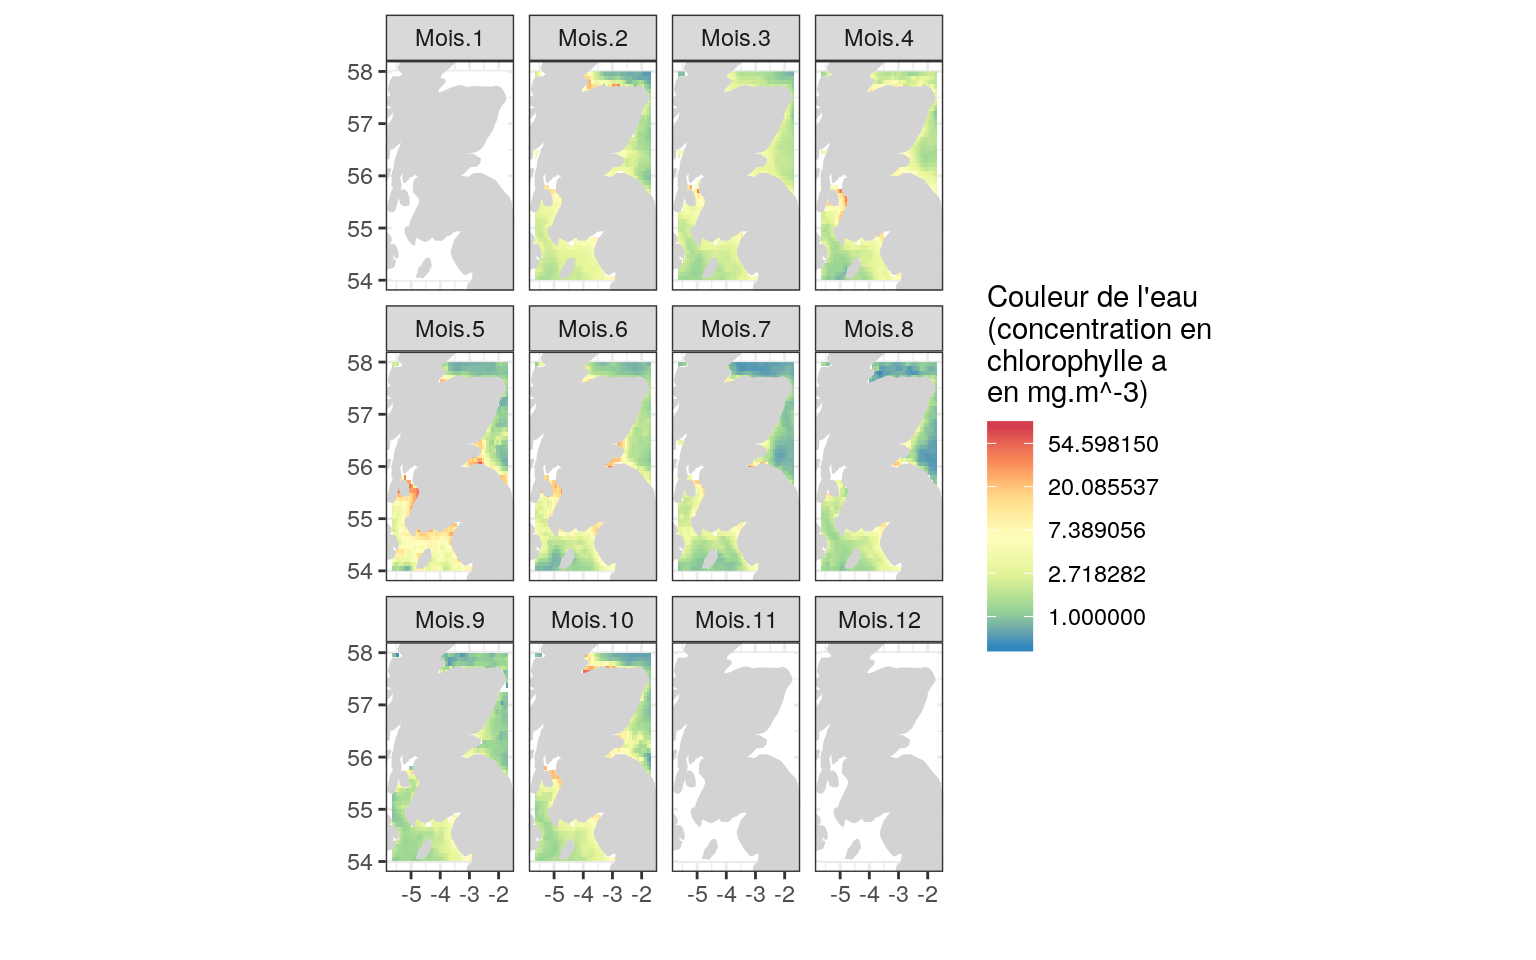 Mois.1 Mois.2 Mois.3 Mois.4
58
57
56
55
54
Mois.5 Mois.6 Mois.7 Mois.8
58
57
56
55
54
Mois.9 Mois.10 Mois.11 Mois.12
58
57
56
55
54
-5 -4 -3 -2 -5 -4 -3 -2 -5 -4 -3 -2 -5 -4 -3 -2
Couleur de l'eau
(concentration en
chlorophylle a
en mg.m^-3)
54.598150
20.085537
7.389056
2.718282
1.000000